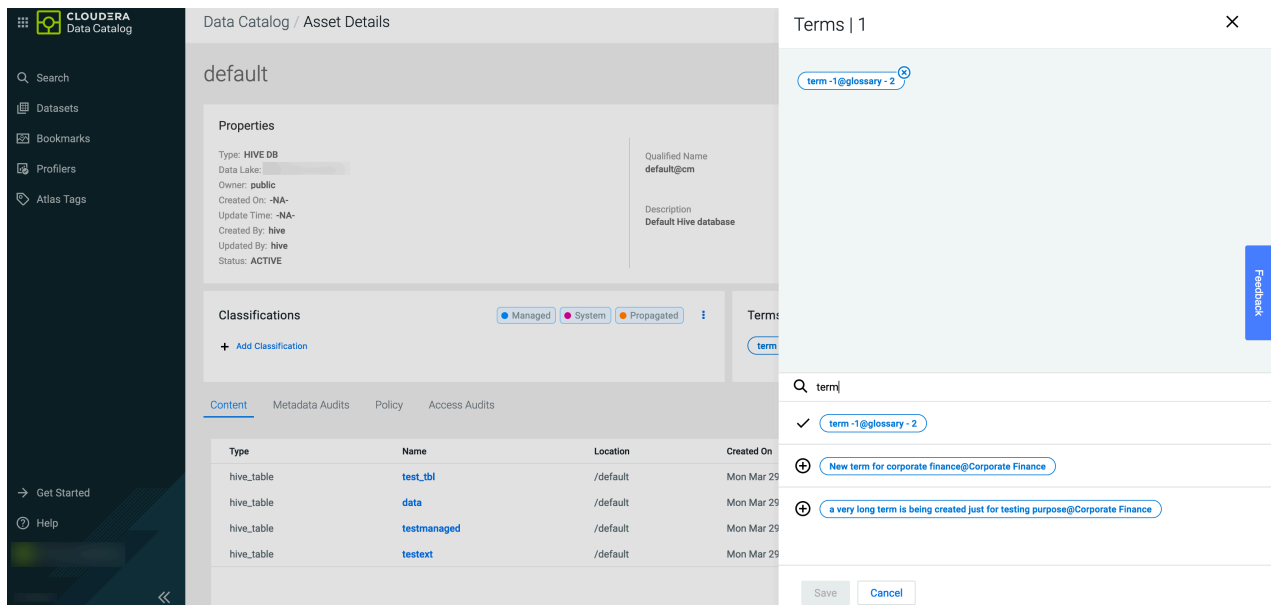 CLOUDERA
Data Catalog
Search
Datasets
Bookmarks
Profilers
Atlas Tags
Get Started
Help
Data Catalog / Asset Details
default
Properties
Type: HIVE DB
Data Lake:
Owner: public
Created On: -NA-
Update Time: -NA-
Created By: hive
Updated By: hive
Status: ACTIVE
Qualified Name
default@cm
Description
Default Hive database
Classifications
Managed
System
Propagated
+ Add Classification
Terms
term
Content Metadata Audits Policy Access Audits
Type Name Location Created On
hive_table test_tbl /default Mon Mar 29
hive_table data /default Mon Mar 29
hive_table testmanaged /default Mon Mar 29
hive_table testext /default Mon Mar 29
Terms | 1
term -1@glossary - 2
Feedback
term
term -1@glossary - 2
New term for corporate finance@Corporate Finance
a very long term is being created just for testing purpose@Corporate Finance
Save Cancel